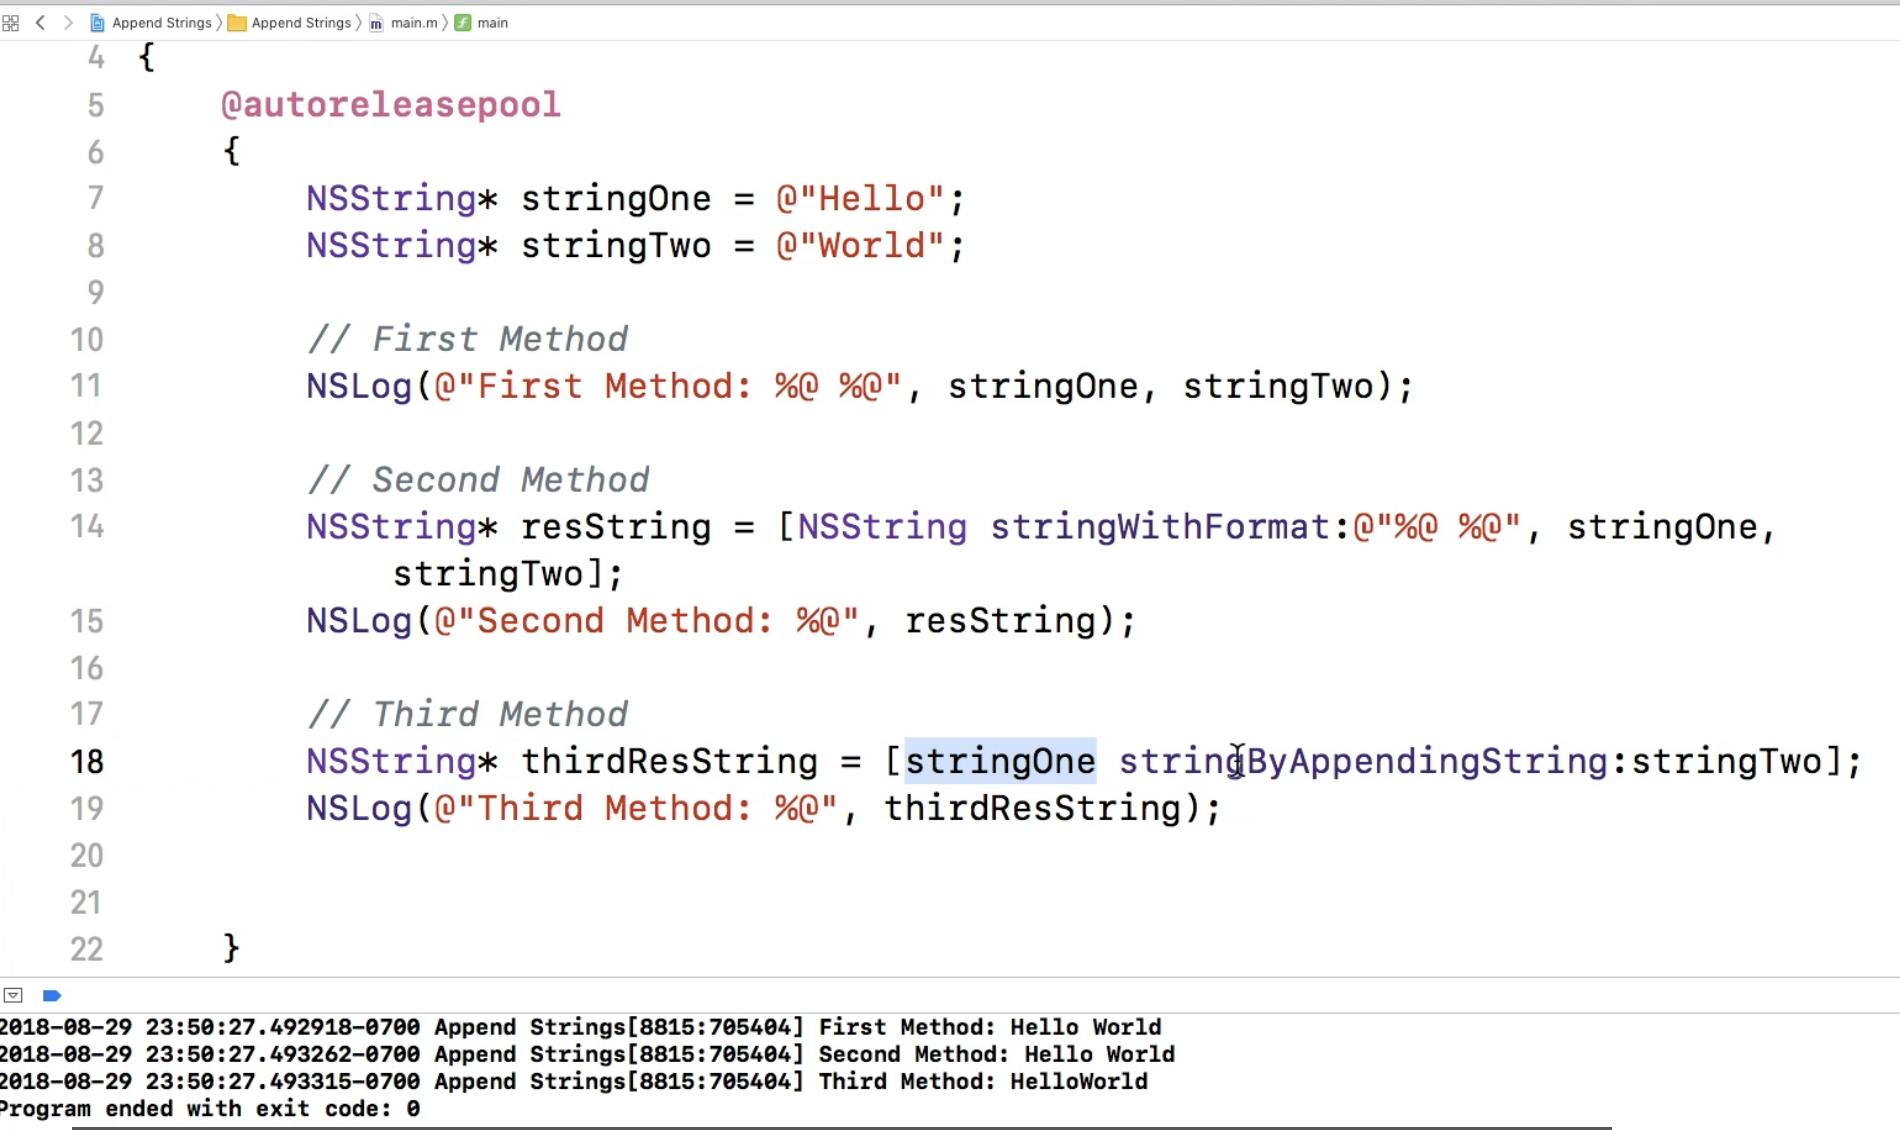 Append Strings › Append Strings › m main.m › f main
4 {
5 @autoreleasepool
6 {
7 NSString* stringOne = @"Hello";
8 NSString* stringTwo = @"World";
9
10 // First Method
11 NSLog(@"First Method: %@ %@", stringOne, stringTwo);
12
13 // Second Method
14 NSString* resString = [NSString stringWithFormat:@"%@ %@", stringOne,
stringTwo];
15 NSLog(@"Second Method: %@", resString);
16
17 // Third Method
18 NSString* thirdResString = [stringOne stringByAppendingString:stringTwo];
19 NSLog(@"Third Method: %@", thirdResString);
20
21
22 }
2018-08-29 23:50:27.492918-0700 Append Strings[8815:705404] First Method: Hello World
2018-08-29 23:50:27.493262-0700 Append Strings[8815:705404] Second Method: Hello World
2018-08-29 23:50:27.493315-0700 Append Strings[8815:705404] Third Method: HelloWorld
Program ended with exit code: 0